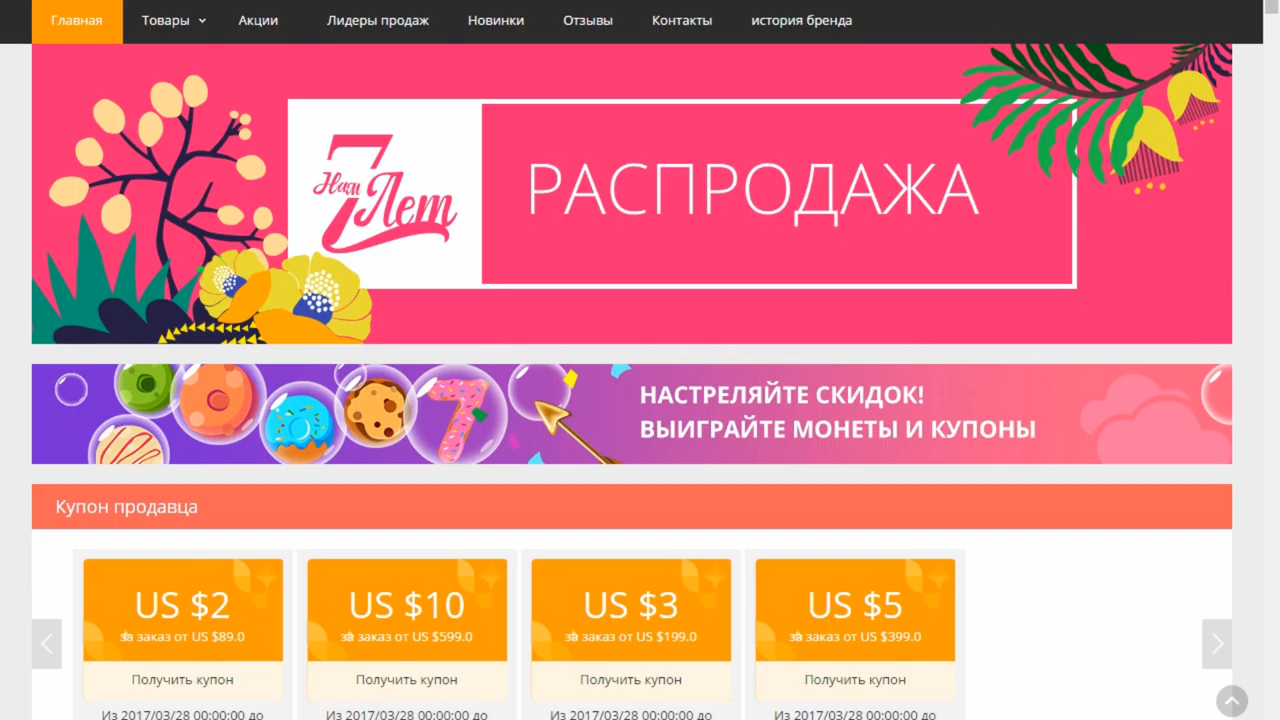 Главная Товары Акции Лидеры продаж Новинки Отзывы Контакты история бренда
7
Нам Лет
РАСПРОДАЖА
7
НАСТРЕЛЯЙТЕ СКИДОК!
ВЫИГРАЙТЕ МОНЕТЫ И КУПОНЫ
Купон продавца
US $2 US $10 US $3 US $5
за заказ от US $89.0 за заказ от US $599.0 за заказ от US $199.0 за заказ от US $399.0
Получить купон Получить купон Получить купон Получить купон
Из 2017/03/28 00:00:00 до Из 2017/03/28 00:00:00 до Из 2017/03/28 00:00:00 до Из 2017/03/28 00:00:00 до